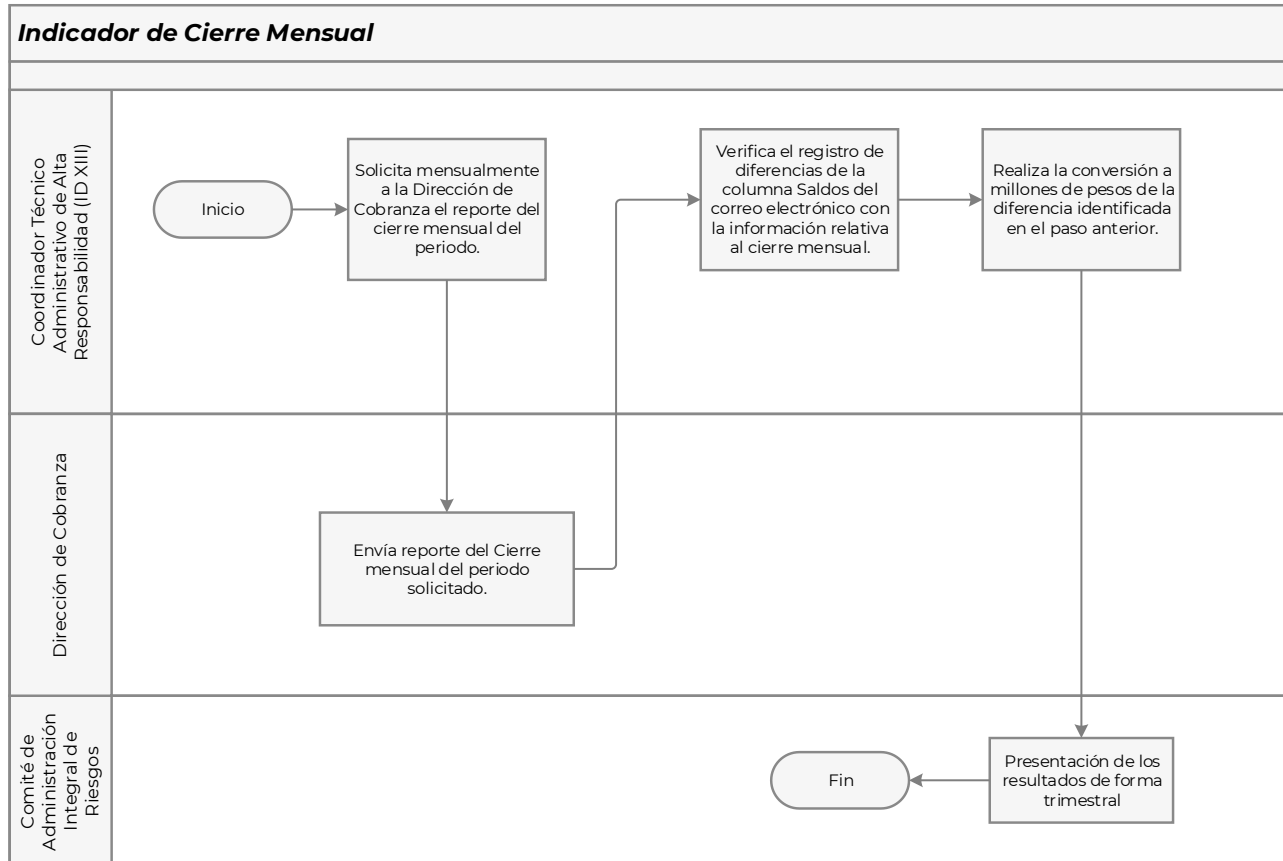 Indicador de Cierre Mensual
Coordinador Técnico
Administrativo de Alta
Responsabilidad (ID XIII)
Inicio
Solicita mensualmente
a la Dirección de
Cobranza el reporte del
cierre mensual del
periodo.
Verifica el registro de
diferencias de la
columna Saldos del
correo electrónico con
la información relativa
al cierre mensual.
Realiza la conversión a
millones de pesos de la
diferencia identificada
en el paso anterior.
Dirección de Cobranza
Envía reporte del Cierre
mensual del periodo
solicitado.
Comité de
Administración
Integral de
Riesgos
Fin
Presentación de los
resultados de forma
trimestral